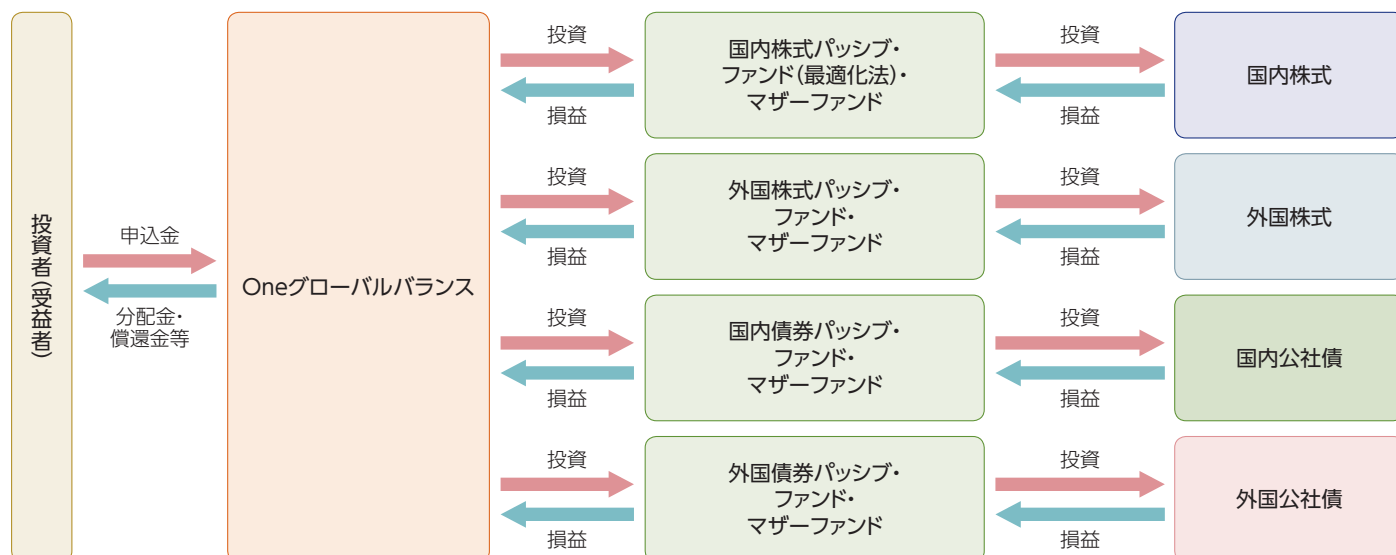 投資者(受益者)
申込金
分配金・
償還金等
Oneグローバルバランス
投資
損益
国内株式パッシブ・
ファンド(最適化法)・
マザーファンド
投資
損益
国内株式
投資
損益
外国株式パッシブ・
ファンド・
マザーファンド
投資
損益
外国株式
投資
損益
国内債券パッシブ・
ファンド・
マザーファンド
投資
損益
国内公社債
投資
損益
外国債券パッシブ・
ファンド・
マザーファンド
投資
損益
外国公社債